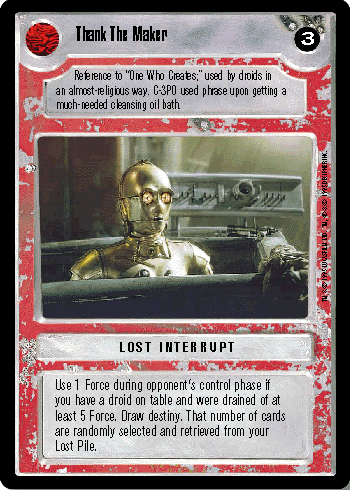 Thank The Maker
3
Reference to "One Who Creates;" used by droids in
an almost-religious way. C-3PO used phrase upon getting a
much-needed cleansing oil bath.
LOST INTERRUPT
Use 1 Force during opponent's control phase if
you have a droid on table and were drained of at
least 5 Force. Draw destiny. That number of cards
are randomly selected and retrieved from your
Lost Pile.